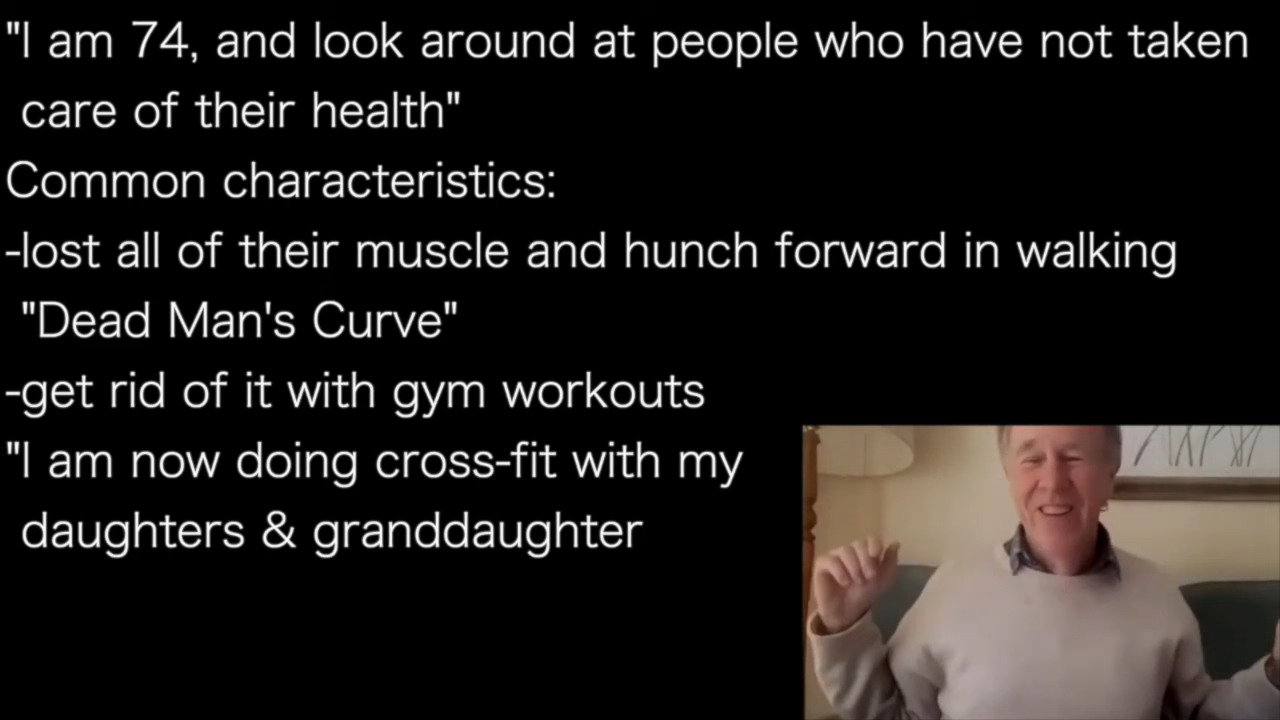 "I am 74, and look around at people who have not taken
care of their health"
Common characteristics:
-lost all of their muscle and hunch forward in walking
"Dead Man's Curve"
-get rid of it with gym workouts
"I am now doing cross-fit with my
daughters & granddaughter